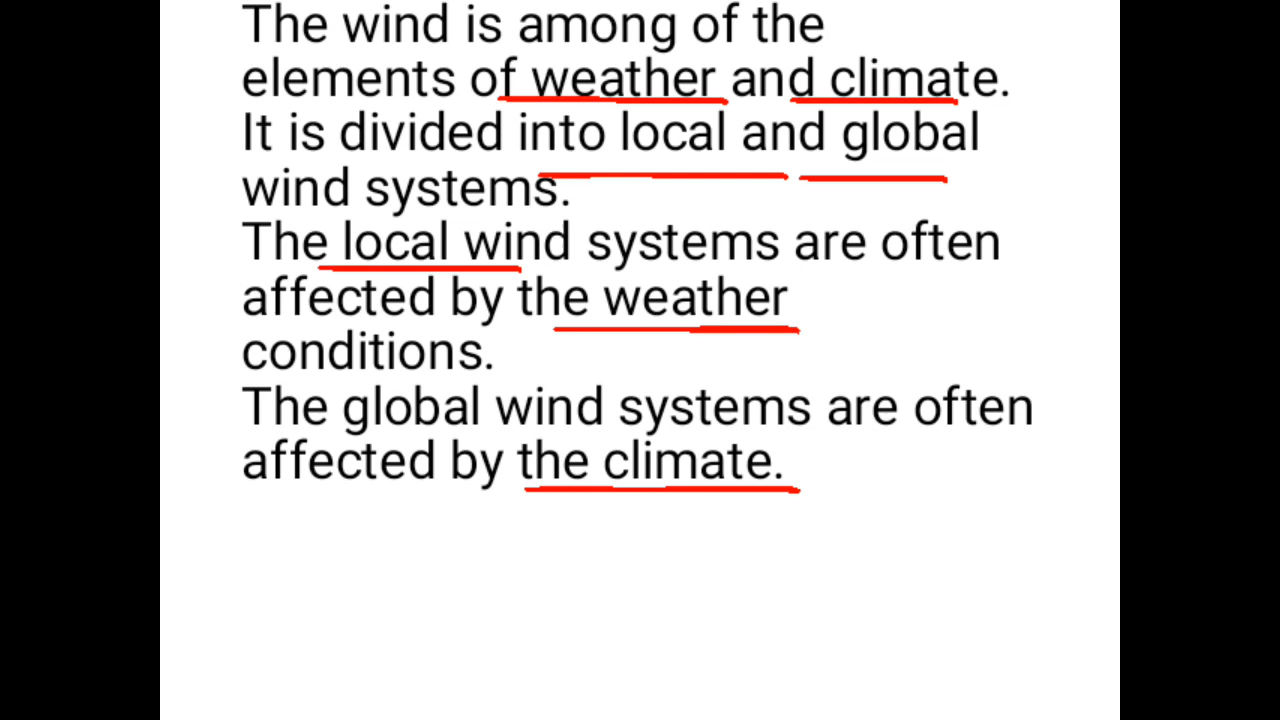 The wind is among of the
elements of weather and climate.
It is divided into local and global
wind systems.
The local wind systems are often
affected by the weather
conditions.
The global wind systems are often
affected by the climate.